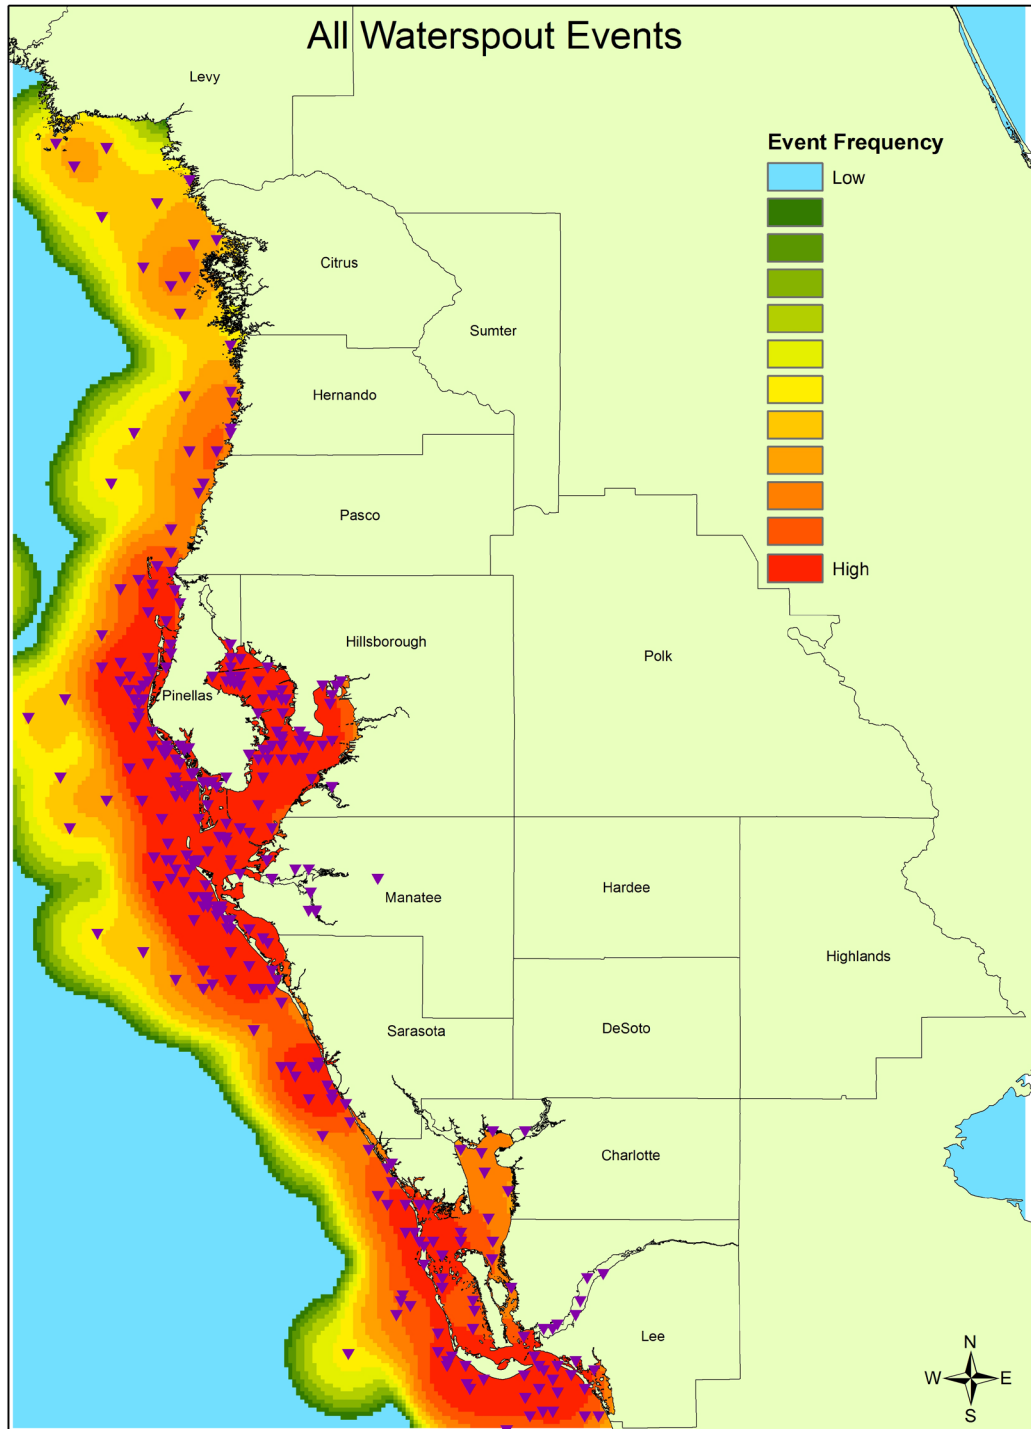 All Waterspout Events
Levy
Event Frequency
Low
Citrus
Sumter
Hernando
Pasco
High
Hillsborough
Polk
Pinellas
Hardee
Manatee
Highlands
Sarasota
DeSoto
Charlotte
Lee
N
W E
S